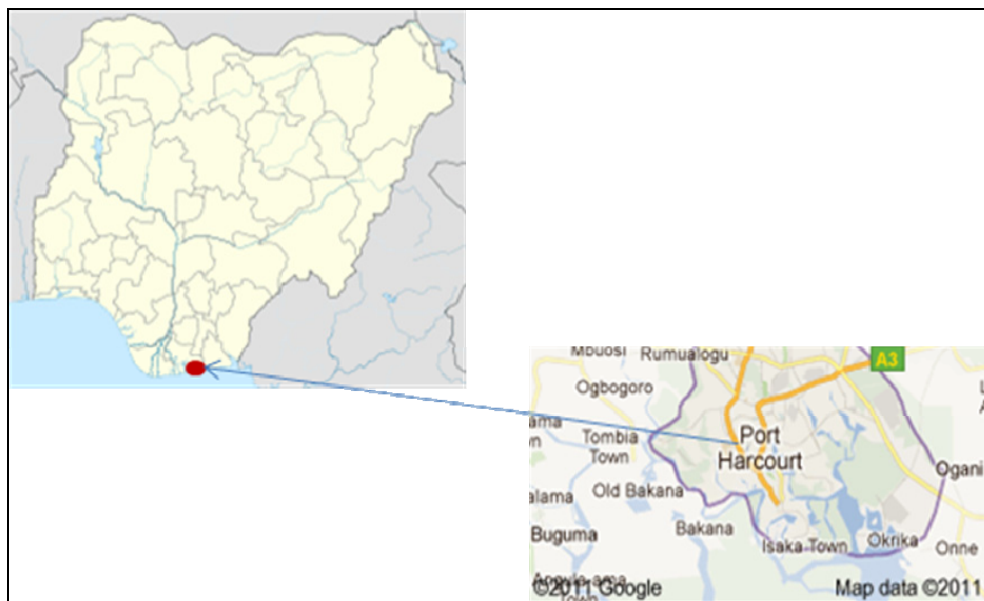 Mbuosi
Rumualogu
A3
Ogbogoro
Tombia
Town
Port
Harcourt
Ogani
Old Bakana
alama
Bakana
Buguma
Isaka Town
Okrika
Onne
©2011 Google
Map data ©2011